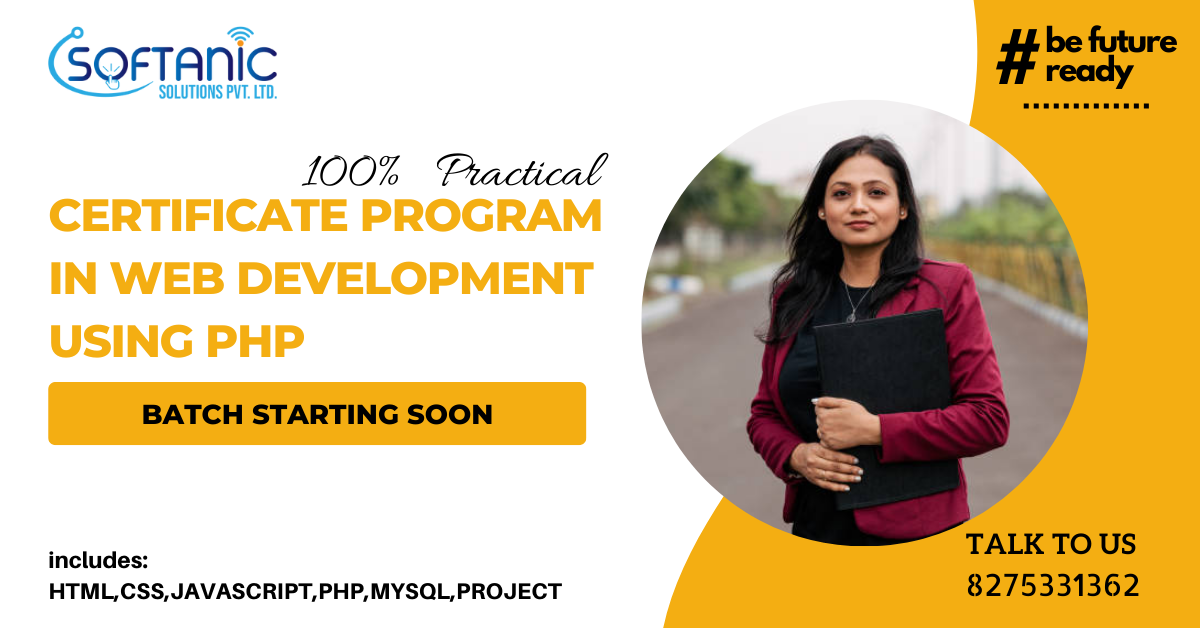 SOFTANIC
SOLUTIONS PVT. LTD.
# be future
ready
100% Practical
CERTIFICATE PROGRAM
IN WEB DEVELOPMENT
USING PHP
BATCH STARTING SOON
includes:
HTML,CSS,JAVASCRIPT,PHP,MYSQL,PROJECT
TALK TO US
8275331362